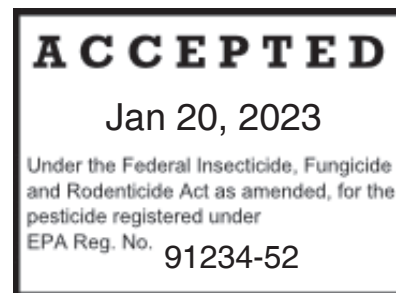 ACCEPTED
Jan 20, 2023
Under the Federal Insecticide, Fungicide
and Rodenticide Act as amended, for the
pesticide registered under
EPA Reg. No. 91234-52